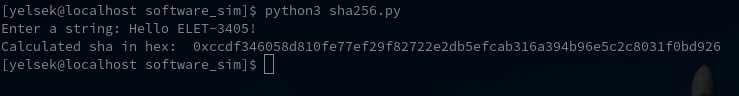 [yelsek@localhost software_sim]$ python3 sha256.py
Enter a string: Hello ELET-3405!
Calculated sha in hex:  0xccdf346058d810fe77ef29f82722e2db5efcab316a394b96e5c2c8031f0bd926
[yelsek@localhost software_sim]$